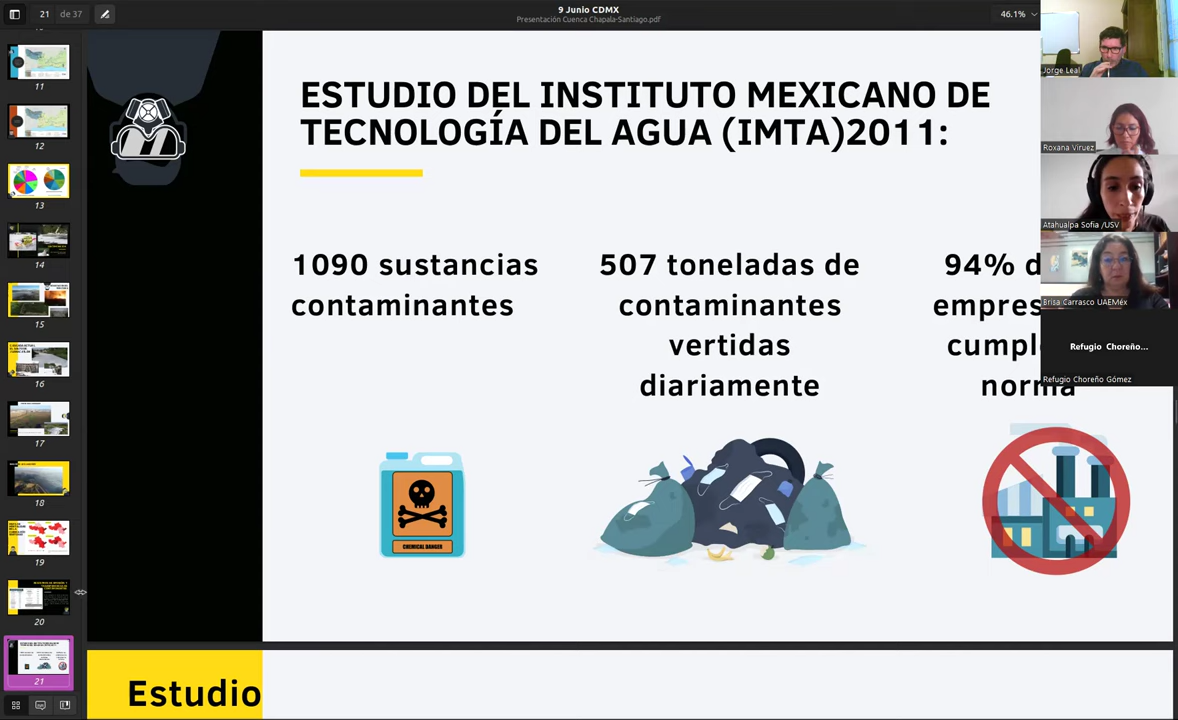 21 de 37
9 Junio CDMX
Presentación Cuenca Chapala-Santiago.pdf
46.1%
11
12
13
14
15
16
17
18
19
20
21
ESTUDIO DEL INSTITUTO MEXICANO DE
TECNOLOGÍA DEL AGUA (IMTA)2011:
1090 sustancias
contaminantes
507 toneladas de
contaminantes
vertidas
diariamente
94% d
empres
cumpl
norma
CHEMICAL DANGER
Estudio
Jorge Leal
Roxana Viruez
Atahualpa Sofia /USV
Brisa Carrasco UAEMéx
Refugio Choreño...
Refugio Choreño Gómez